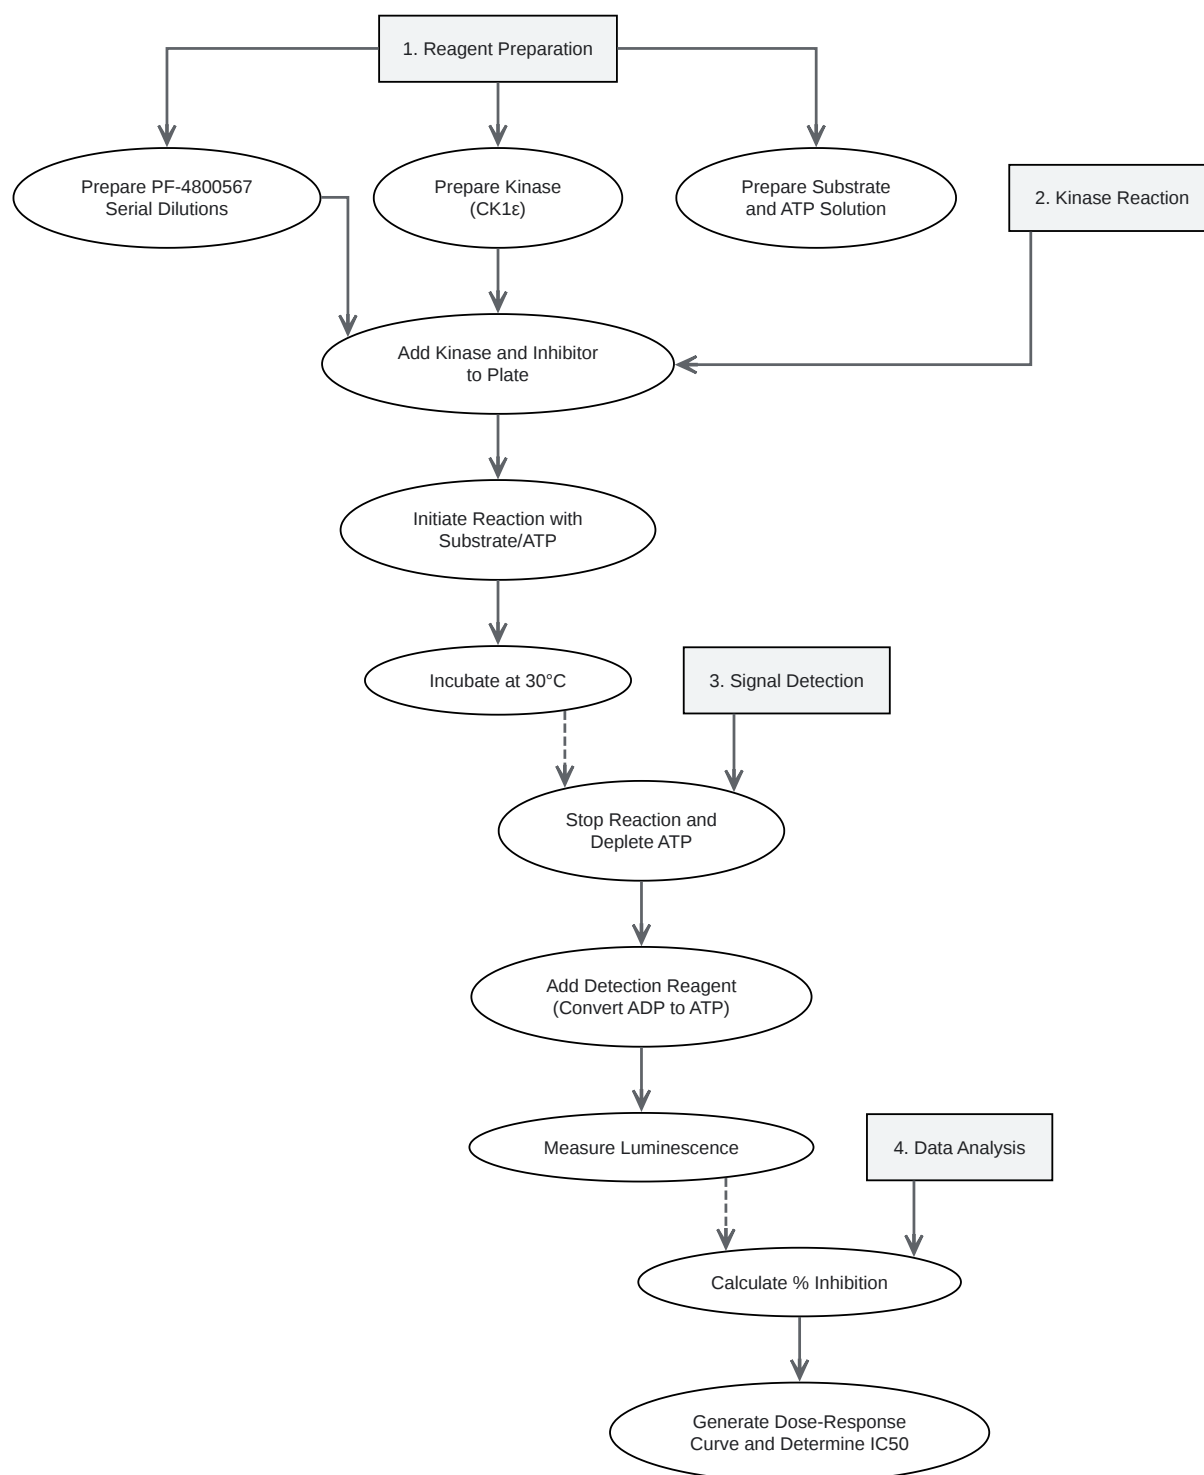 1. Reagent Preparation
Prepare PF-4800567
Serial Dilutions
Prepare Kinase
(CK1ε)
Prepare Substrate
and ATP Solution
2. Kinase Reaction
Add Kinase and Inhibitor
to Plate
Initiate Reaction with
Substrate/ATP
Incubate at 30°C
3. Signal Detection
Stop Reaction and
Deplete ATP
Add Detection Reagent
(Convert ADP to ATP)
Measure Luminescence
4. Data Analysis
Calculate % Inhibition
Generate Dose-Response
Curve and Determine IC50